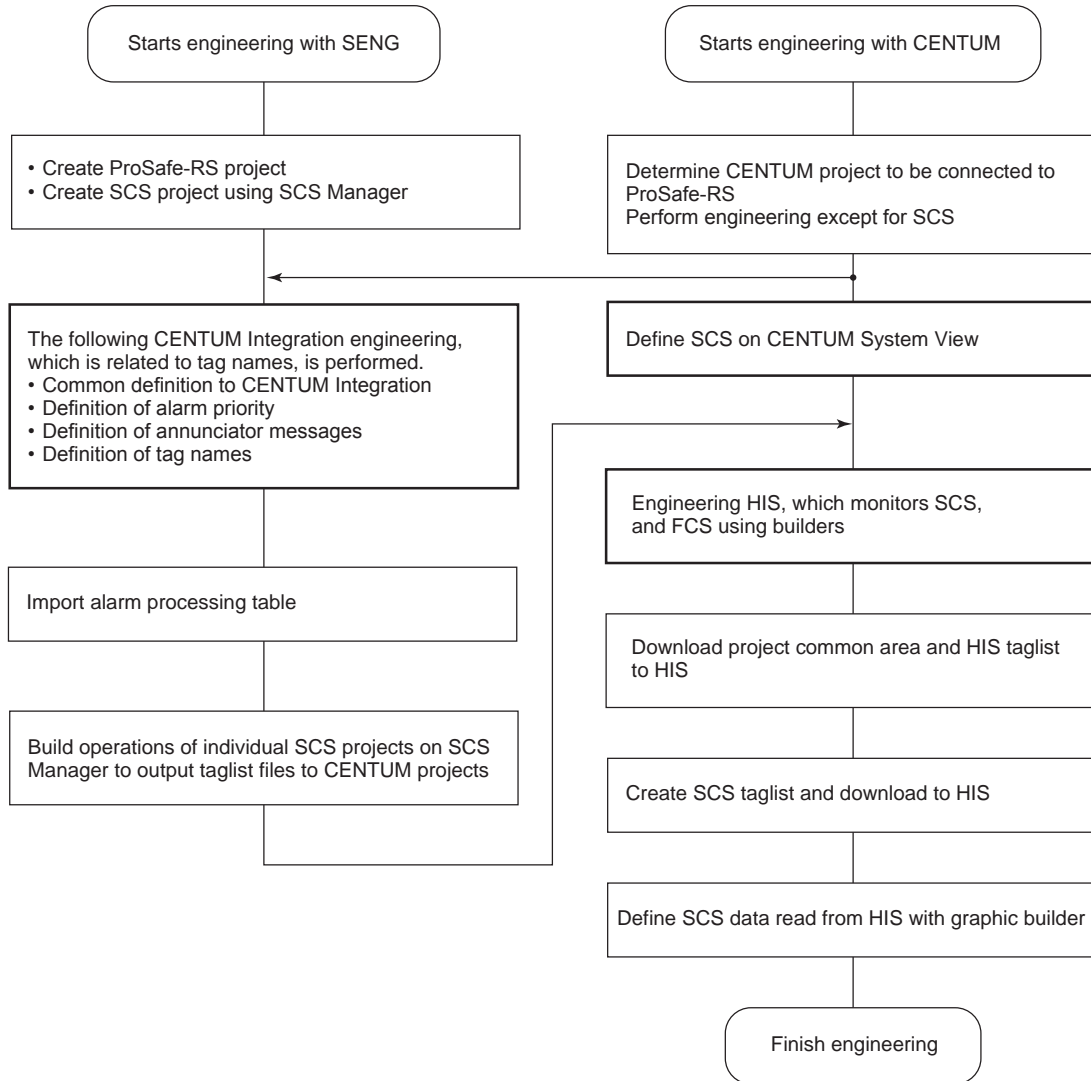 Starts engineering with SENG
• Create ProSafe-RS project
• Create SCS project using SCS Manager
The following CENTUM Integration engineering,
which is related to tag names, is performed.
• Common definition to CENTUM Integration
• Definition of alarm priority
• Definition of annunciator messages
• Definition of tag names
Import alarm processing table
Build operations of individual SCS projects on SCS
Manager to output taglist files to CENTUM projects
Starts engineering with CENTUM
Determine CENTUM project to be connected to
ProSafe-RS
Perform engineering except for SCS
Define SCS on CENTUM System View
Engineering HIS, which monitors SCS,
and FCS using builders
Download project common area and HIS taglist
to HIS
Create SCS taglist and download to HIS
Define SCS data read from HIS with graphic builder
Finish engineering